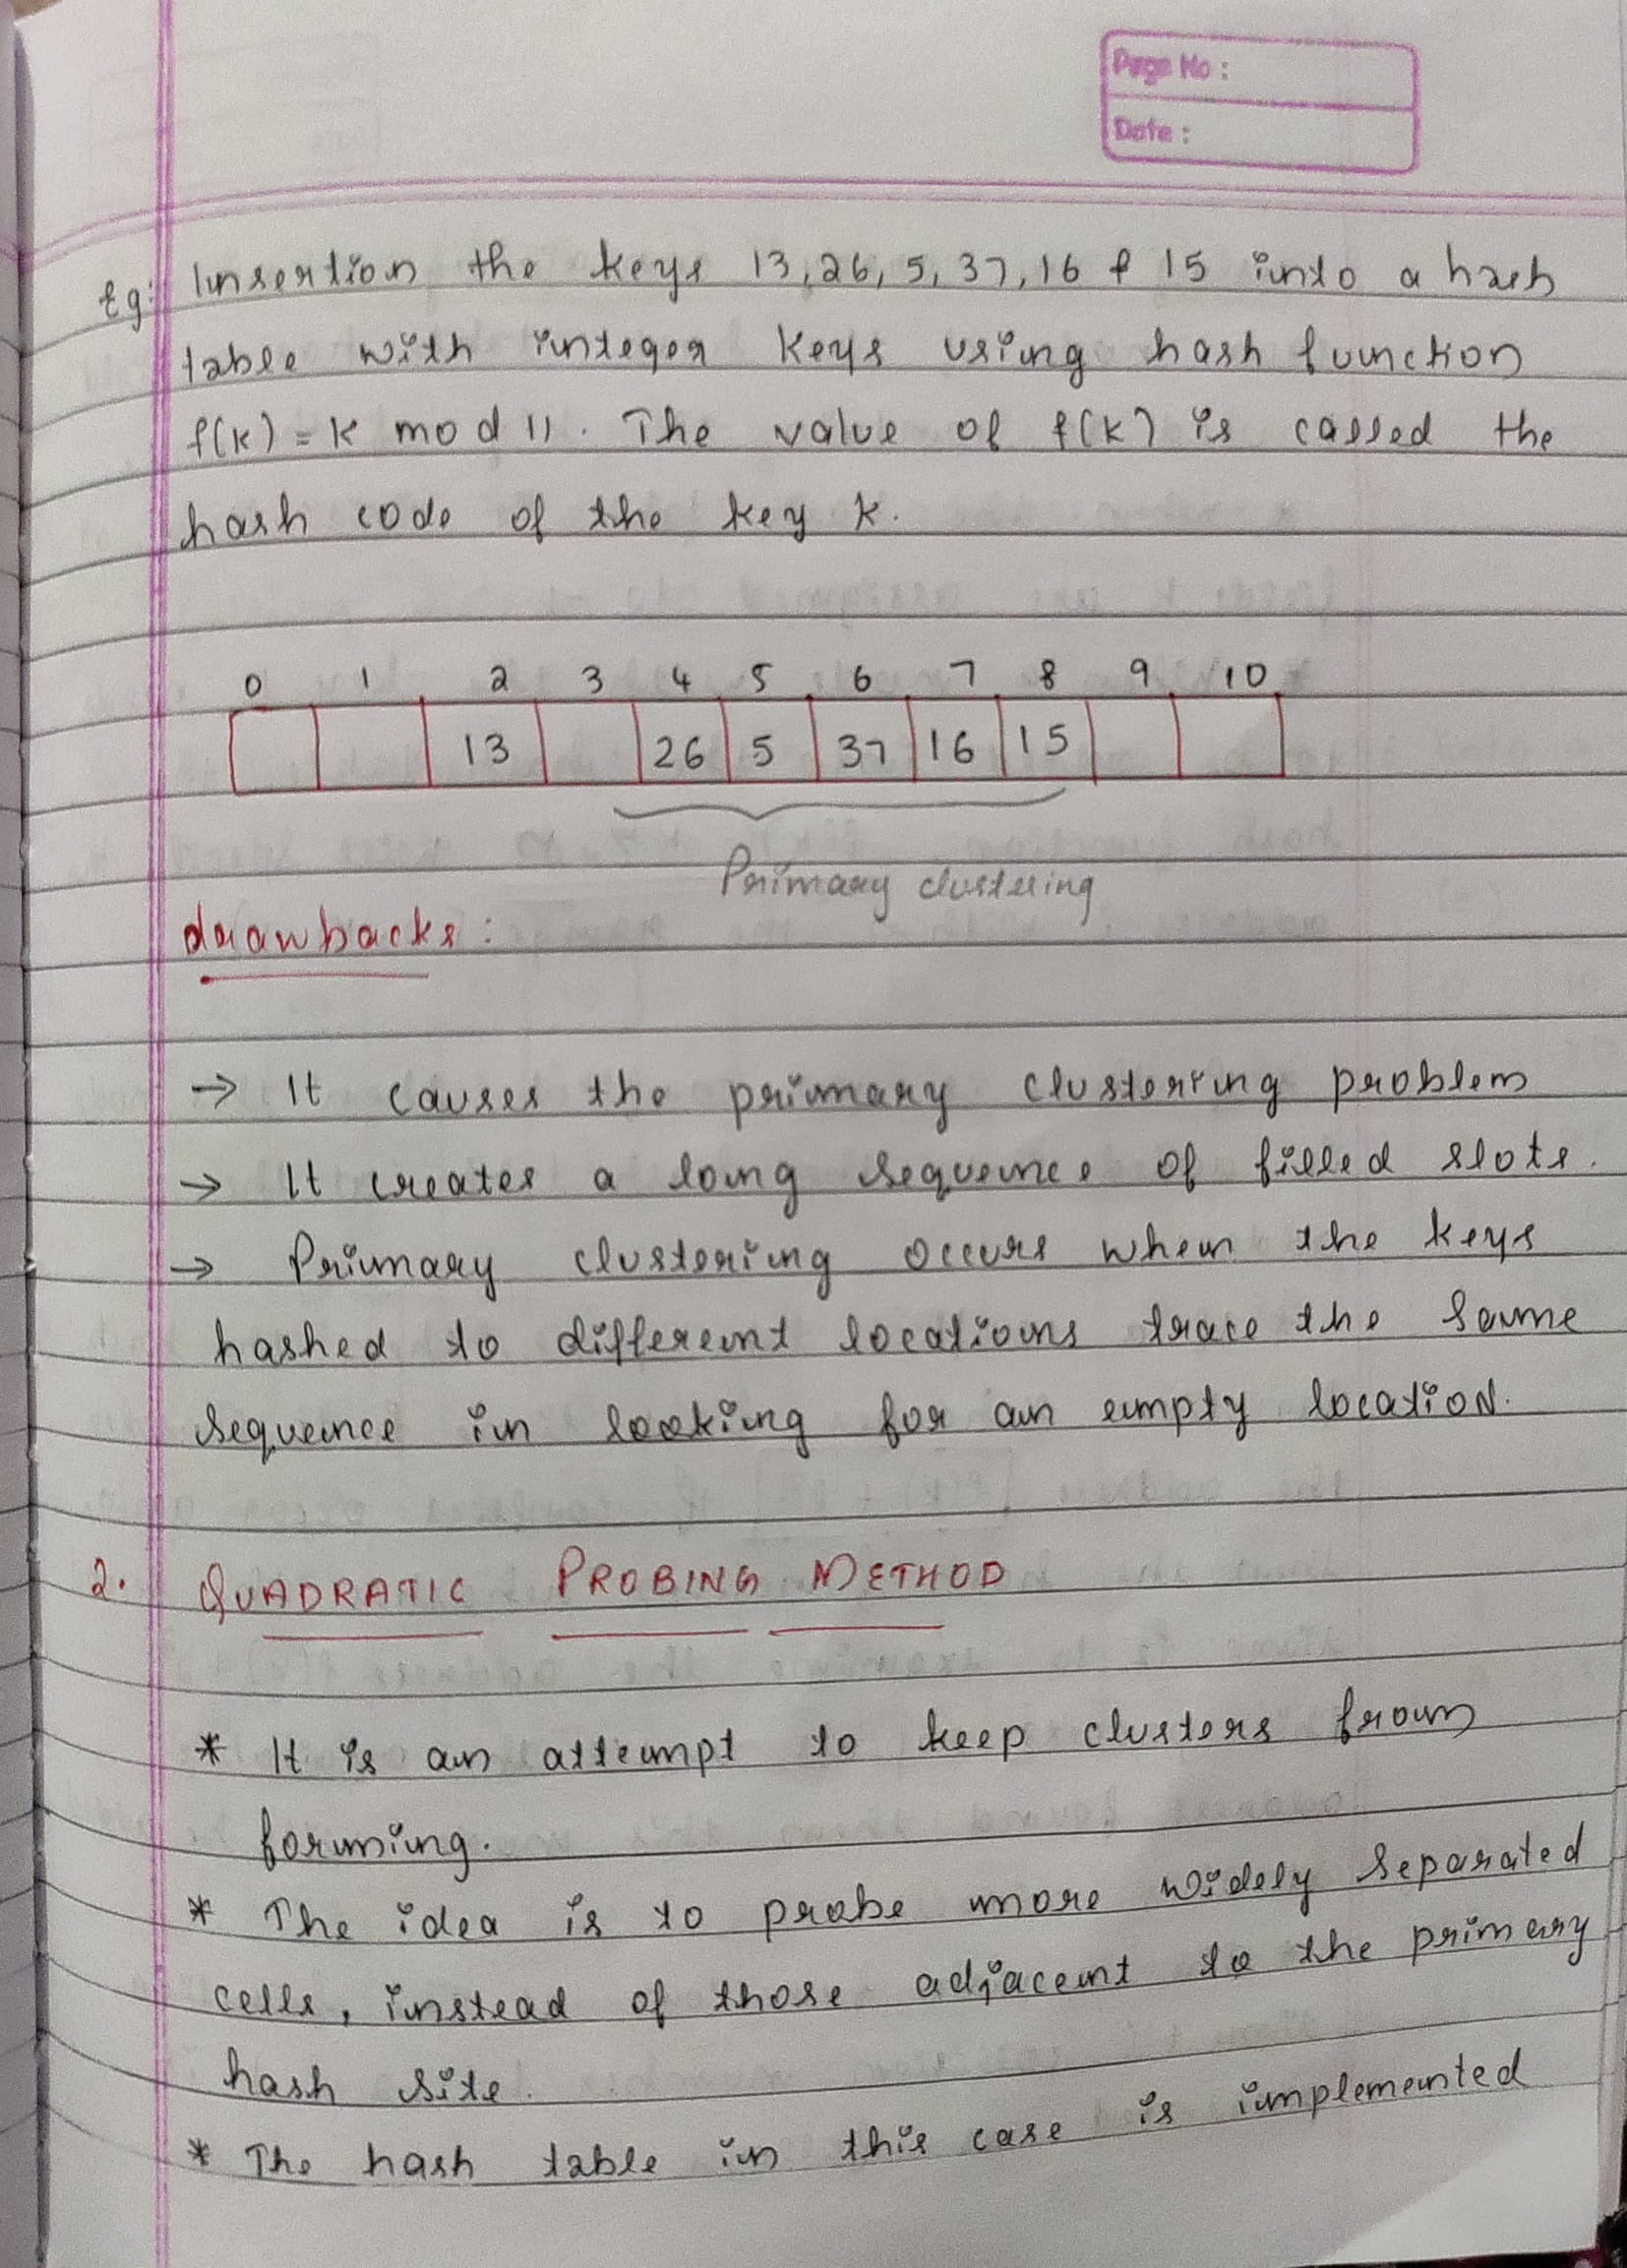 Page No :
Date :
Eg: Insertion the keys 13, 26, 5, 37, 16 & 15 into a hash
table with integer keys using hash function
f(k) = k mod 11. The value of f(k) is called the
hash code of the key k.
0 1 2 3 4 5 6 7 8 9 10
13 26 5 37 16 15
Primary clustering
drawbacks :
→ It causes the primary clustering problem
→ It creates a long sequence of filled slots.
→ Primary clustering occurs when the keys
hashed to different locations trace the same
sequence in looking for an empty location.
2. QUADRATIC PROBING METHOD
* It is an attempt to keep clusters from
forming.
* The idea is to probe more widely separated
cells, instead of those adjacent to the primary
hash site.
* The hash table in this case is implemented